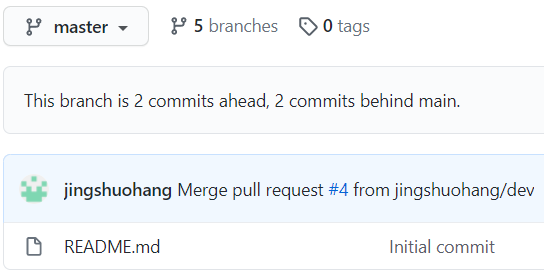 master 5 branches 0 tags
This branch is 2 commits ahead, 2 commits behind main.
jingshuohang Merge pull request #4 from jingshuohang/dev
README.md Initial commit